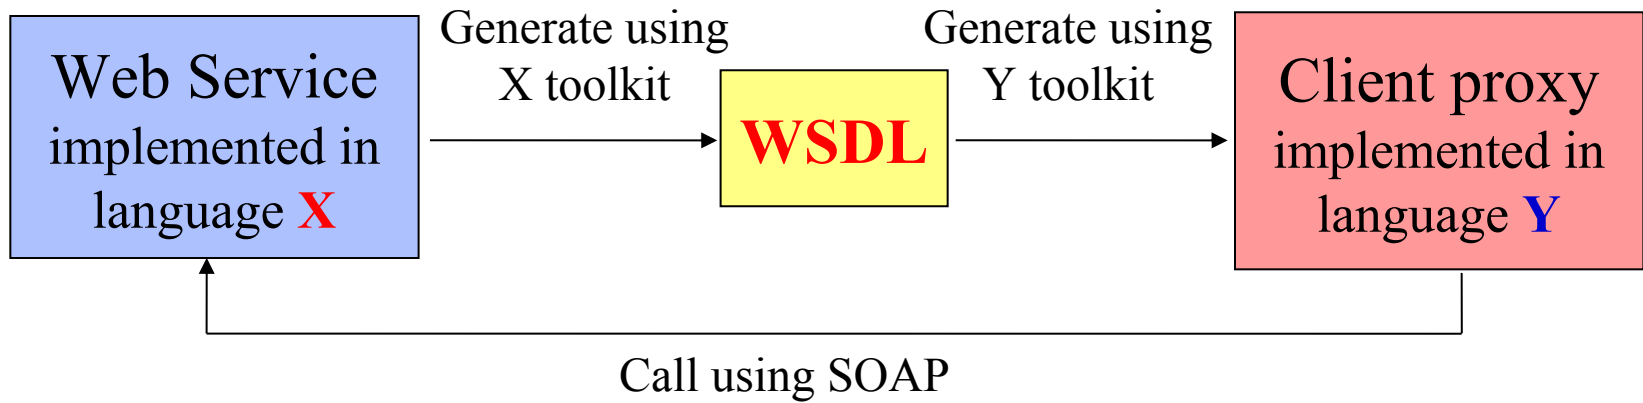 Web Service
implemented in
language X
Generate using
X toolkit
WSDL
Generate using
Y toolkit
Client proxy
implemented in
language Y
Call using SOAP